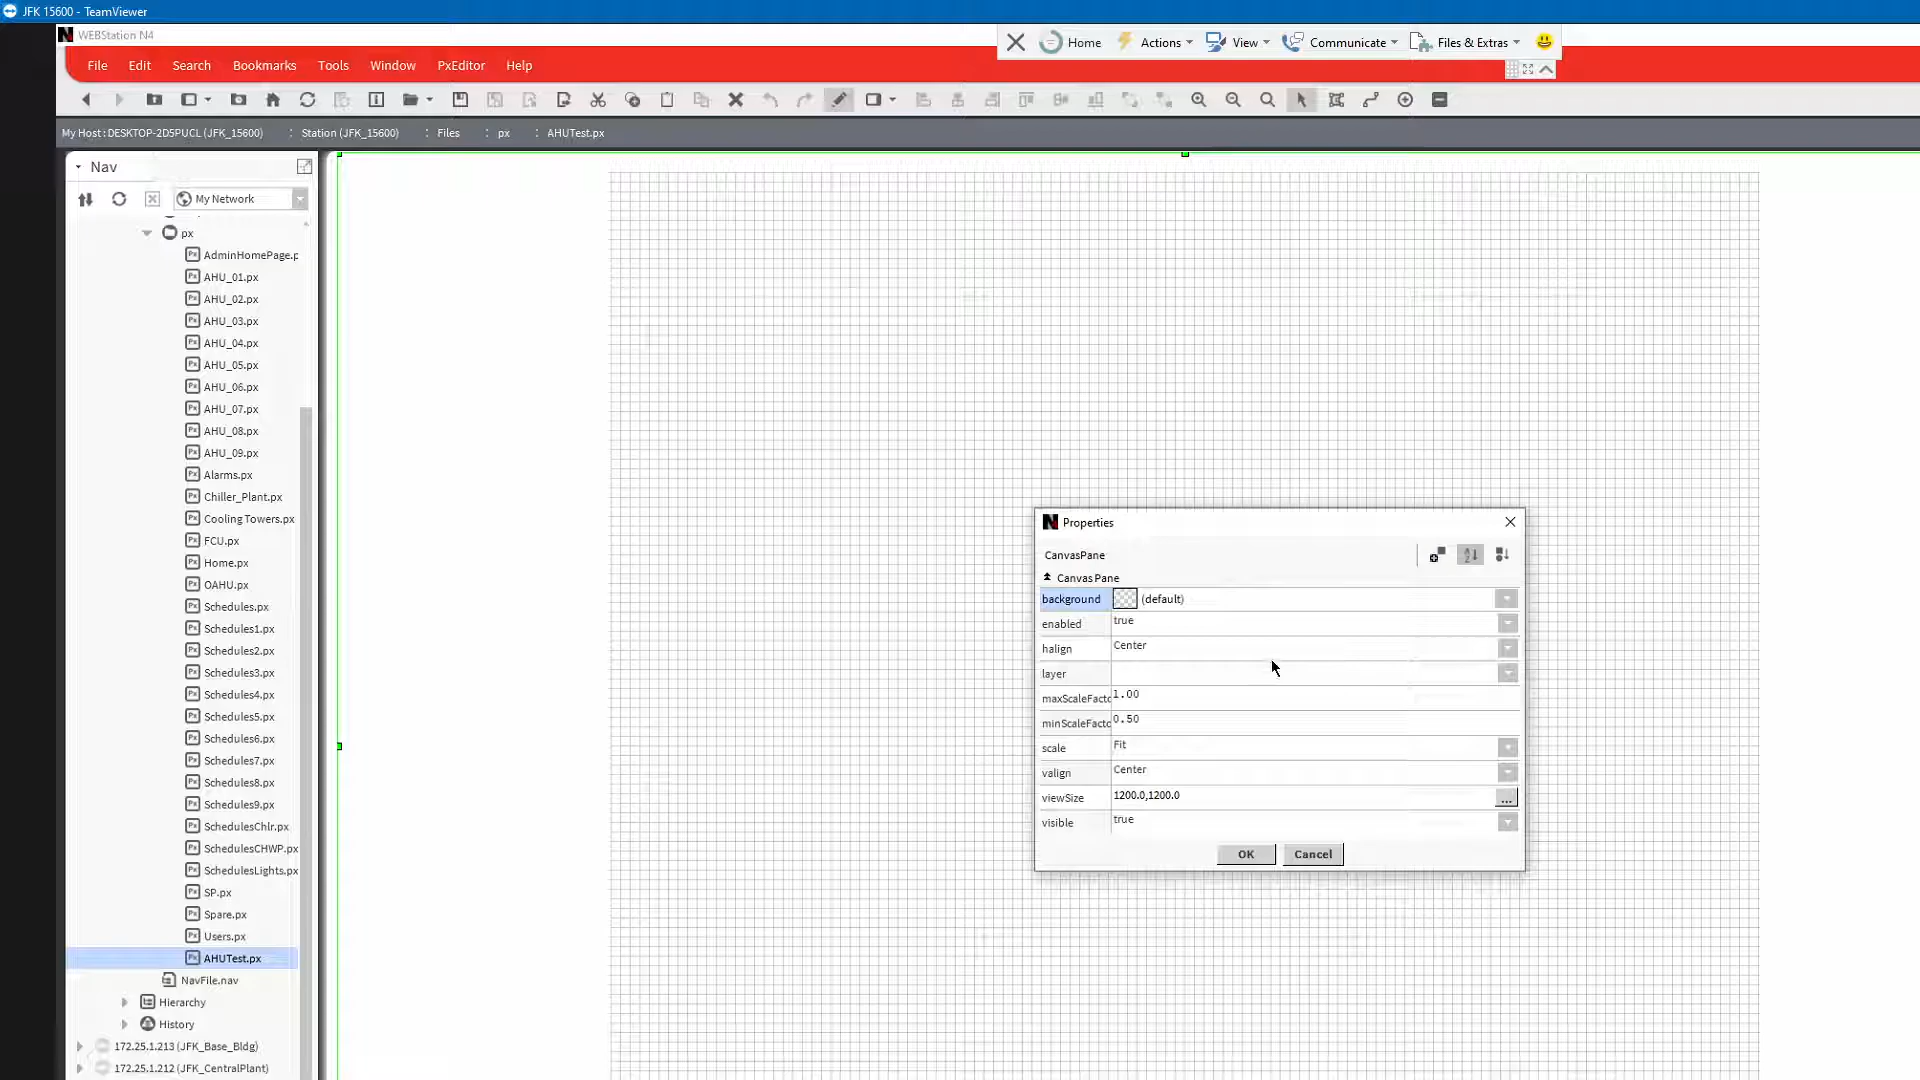 JFK 15600 - TeamViewer
WEBStation N4
Home Actions View Communicate Files & Extras
File Edit Search Bookmarks Tools Window PxEditor Help
My Host : DESKTOP-2D5PUCL (JFK_15600) : Station (JFK_15600) : Files : px : AHUTest.px
Nav
My Network
px
AdminHomePage.p
AHU_01.px
AHU_02.px
AHU_03.px
AHU_04.px
AHU_05.px
AHU_06.px
AHU_07.px
AHU_08.px
AHU_09.px
Alarms.px
Chiller_Plant.px
Cooling Towers.px
FCU.px
Home.px
OAHU.px
Schedules.px
Schedules1.px
Schedules2.px
Schedules3.px
Schedules4.px
Schedules5.px
Schedules6.px
Schedules7.px
Schedules8.px
Schedules9.px
SchedulesChlr.px
SchedulesCHWP.px
SchedulesLights.px
SP.px
Spare.px
Users.px
AHUTest.px
NavFile.nav
Hierarchy
History
172.25.1.213 (JFK_Base_Bldg)
172.25.1.212 (JFK_CentralPlant)
Properties
CanvasPane
Canvas Pane
background (default)
enabled true
halign Center
layer
maxScaleFacto 1.00
minScaleFacto 0.50
scale Fit
valign Center
viewSize 1200.0,1200.0 ...
visible true
OK Cancel